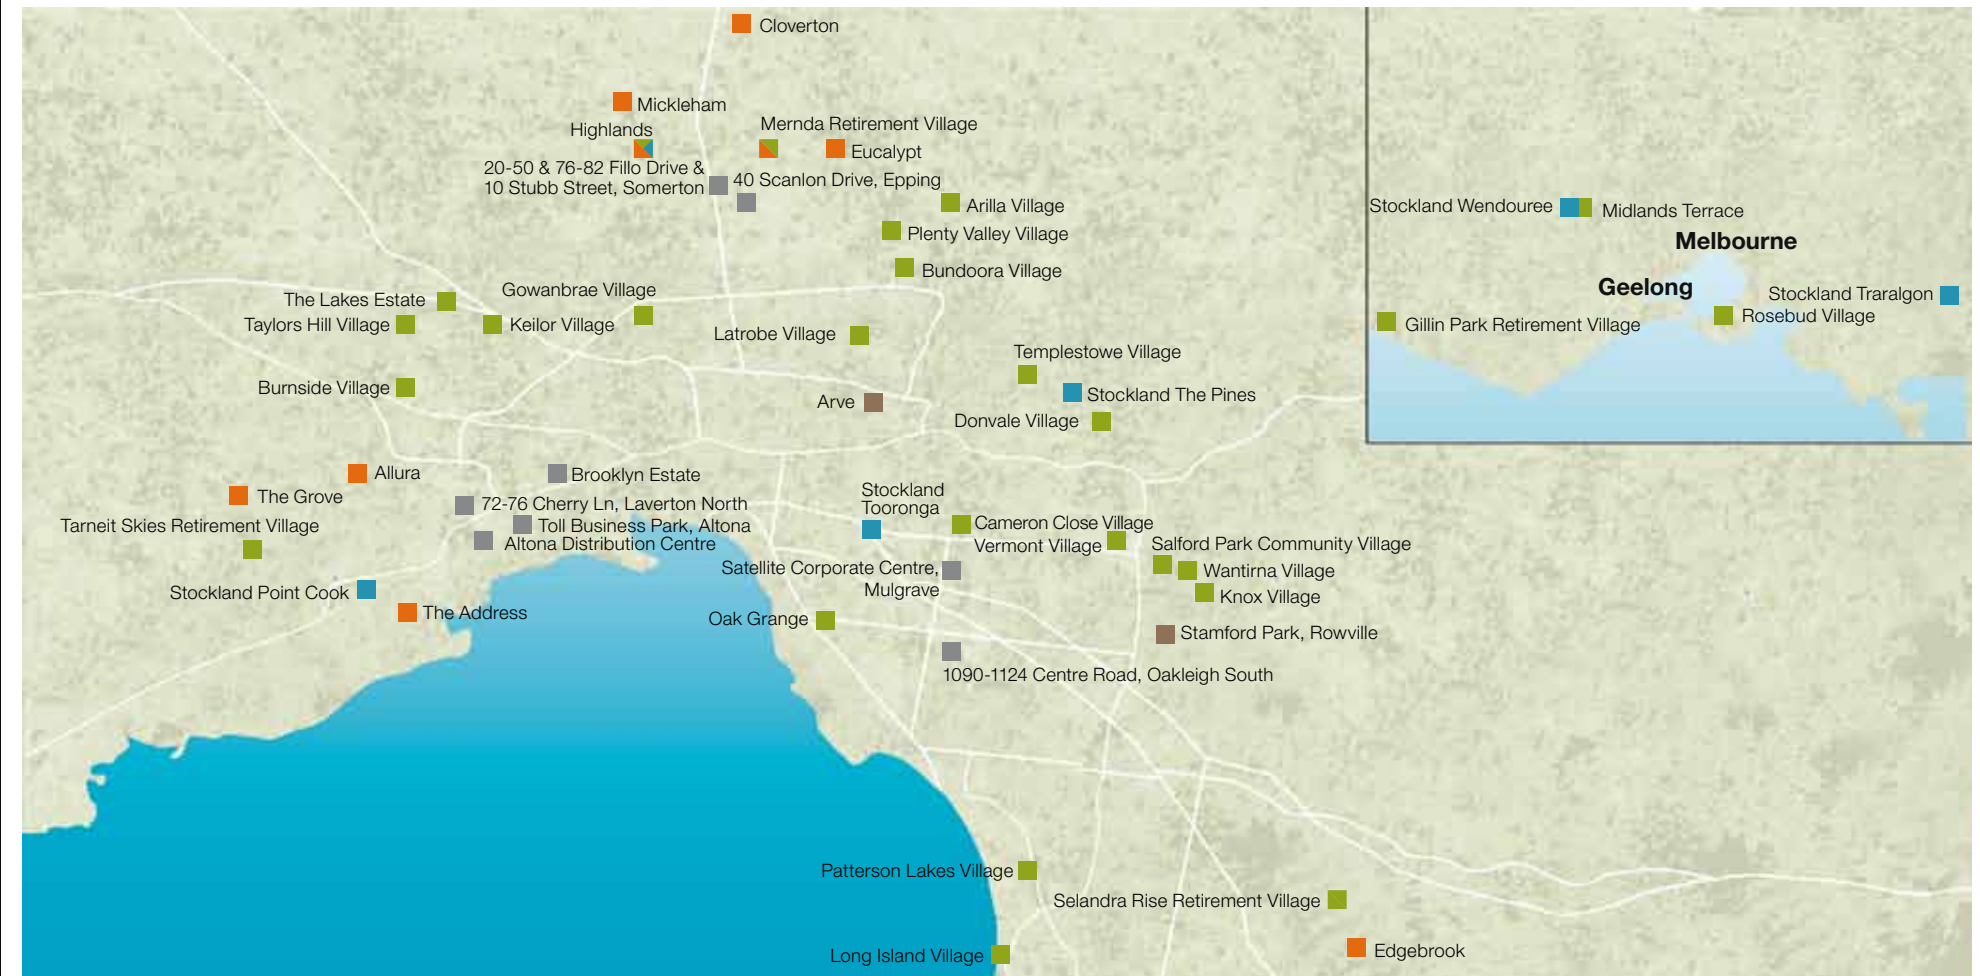 Cloverton
Mickleham
Highlands
Mernda Retirement Village
Eucalypt
20-50 & 76-82 Fillo Drive &
10 Stubb Street, Somerton
40 Scanlon Drive, Epping
Arilla Village
Plenty Valley Village
Bundoora Village
Gowanbrae Village
The Lakes Estate
Taylors Hill Village
Keilor Village
Latrobe Village
Templestowe Village
Burnside Village
Stockland The Pines
Arve
Donvale Village
Stockland Wendouree
Midlands Terrace
Melbourne
Geelong
Stockland Traralgon
Rosebud Village
Gillin Park Retirement Village
Allura
Brooklyn Estate
The Grove
72-76 Cherry Ln, Laverton North
Stockland
Tooronga
Tarneit Skies Retirement Village
Toll Business Park, Altona
Altona Distribution Centre
Cameron Close Village
Vermont Village
Salford Park Community Village
Satellite Corporate Centre,
Mulgrave
Wantirna Village
Knox Village
Stockland Point Cook
The Address
Oak Grange
Stamford Park, Rowville
1090-1124 Centre Road, Oakleigh South
Patterson Lakes Village
Selandra Rise Retirement Village
Long Island Village
Edgebrook